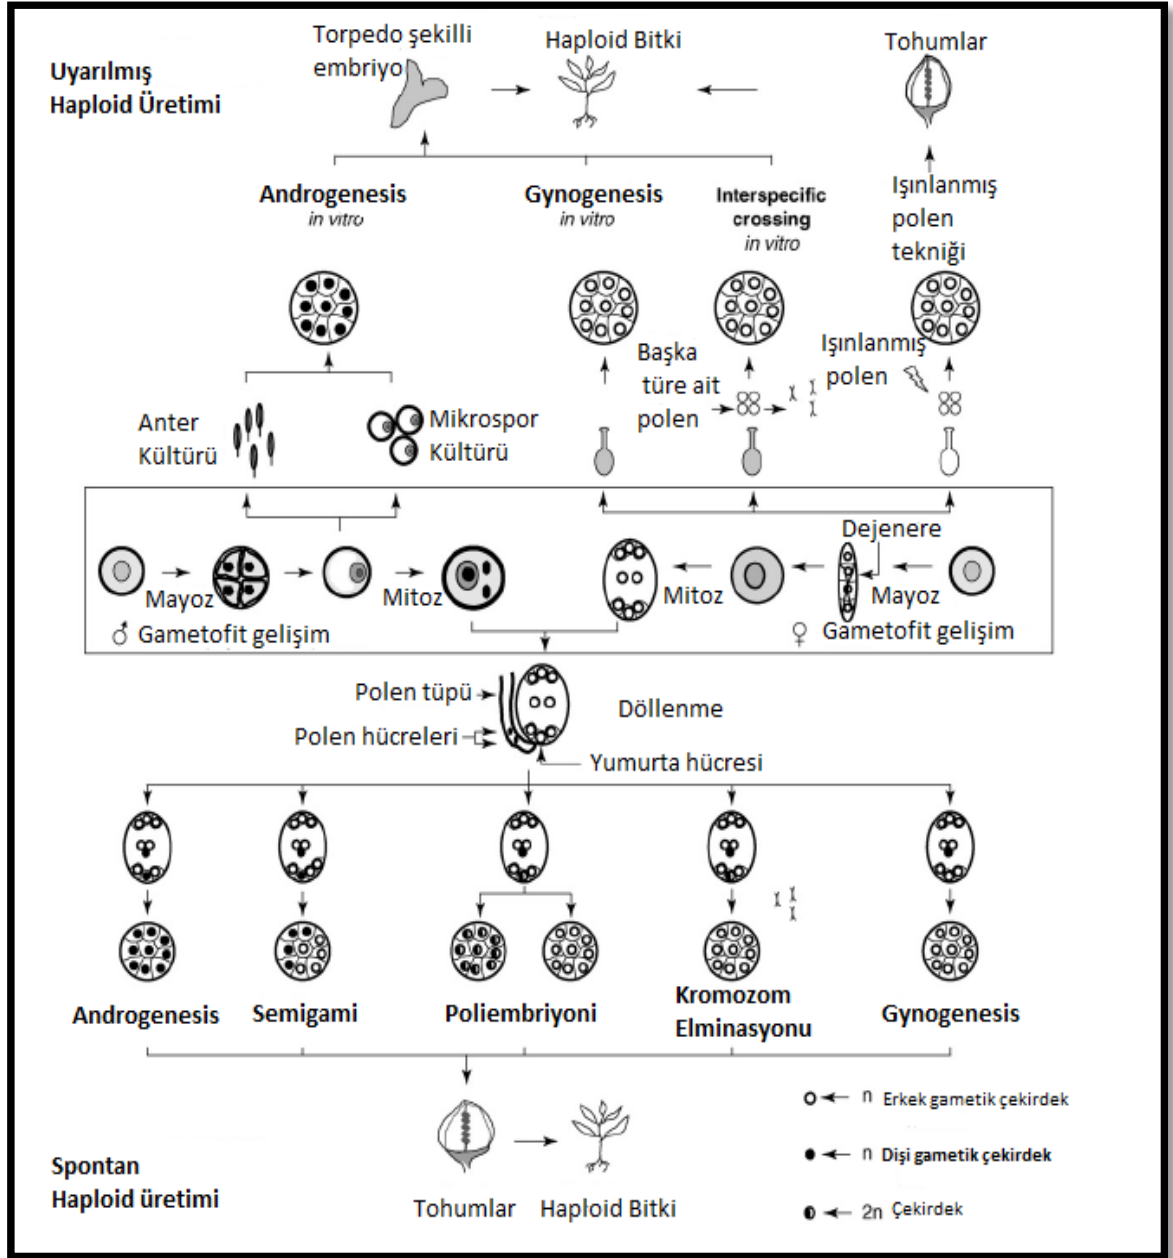 Uyarılmış
Haploid Üretimi
Torpedo şekilli
embriyo
Haploid Bitki
Tohumlar
Androgenesis
in vitro
Gynogenesis
in vitro
Interspecific
crossing
in vitro
Işınlanmış
polen
tekniği
Başka
türe ait
polen
Işınlanmış
polen
Anter
Kültürü
Mikrospor
Kültürü
Dejenere
Mayoz
Mitoz
Mitoz
Mayoz
♂ Gametofit gelişim
♀ Gametofit gelişim
Polen tüpü
Döllenme
Polen hücreleri
Yumurta hücresi
Androgenesis
Semigami
Poliembriyoni
Kromozom
Elminasyonu
Gynogenesis
n Erkek gametik çekirdek
n Dişi gametik çekirdek
2n Çekirdek
Spontan
Haploid üretimi
Tohumlar
Haploid Bitki